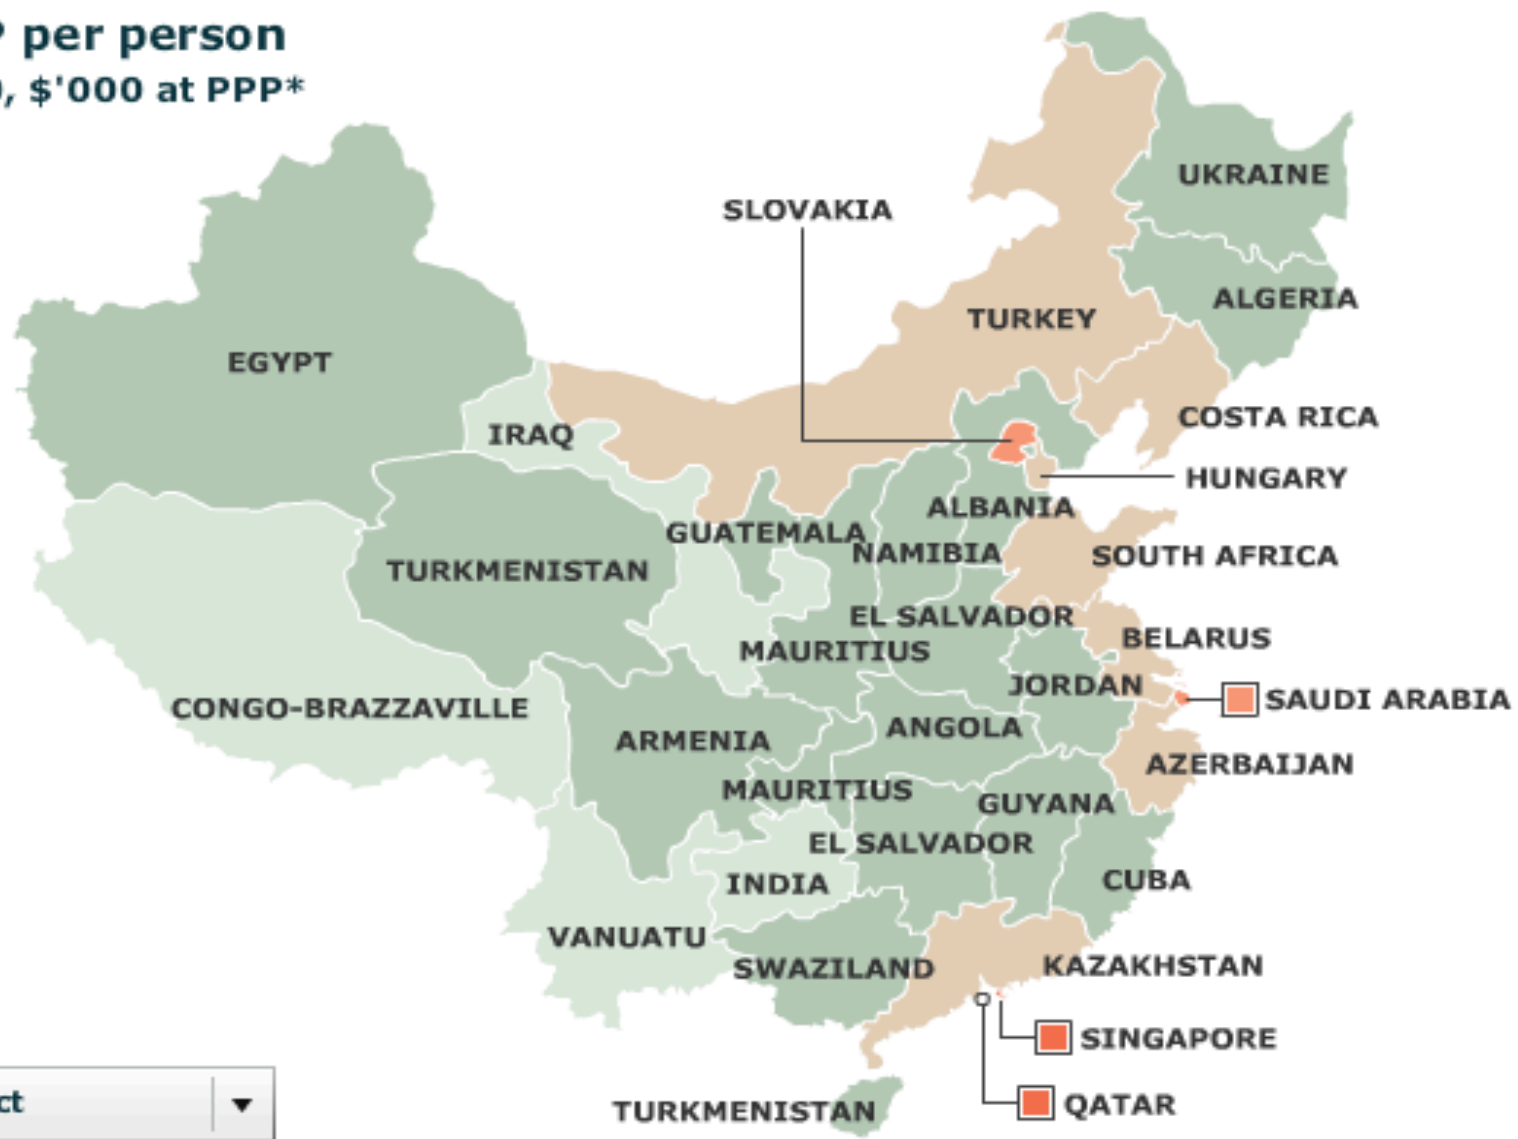 per person
, $'000 at PPP*
UKRAINE
SLOVAKIA
ALGERIA
TURKEY
EGYPT
COSTA RICA
IRAQ
HUNGARY
ALBANIA
GUATEMALA
NAMIBIA
SOUTH AFRICA
TURKMENISTAN
EL SALVADOR
BELARUS
MAURITIUS
JORDAN
SAUDI ARABIA
CONGO-BRAZZAVILLE
ANGOLA
ARMENIA
AZERBAIJAN
MAURITIUS
GUYANA
EL SALVADOR
INDIA
CUBA
VANUATU
SWAZILAND
KAZAKHSTAN
SINGAPORE
QATAR
TURKMENISTAN
ct